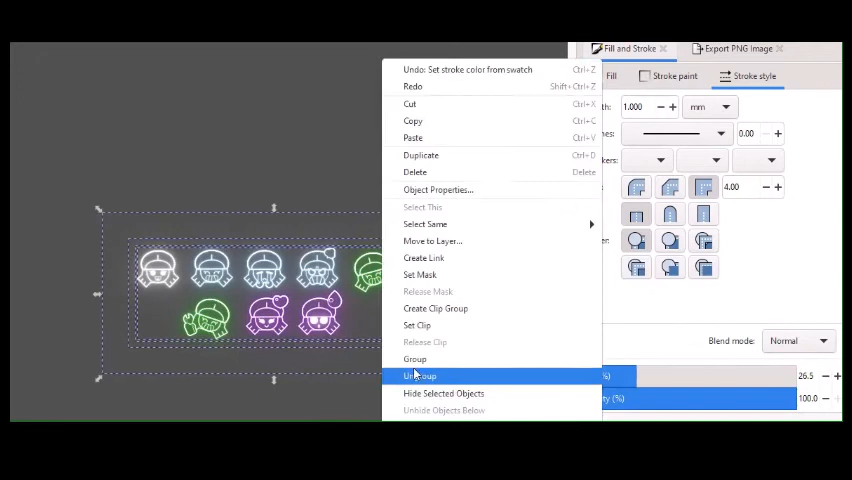 Fill and Stroke
Export PNG Image
Fill
Stroke paint
Stroke style
1.000
mm
0.00
4.00
Blend mode:
Normal
26.5
100.0
Undo: Set stroke color from swatch Ctrl+Z
Redo Shift+Ctrl+Z
Cut Ctrl+X
Copy Ctrl+C
Paste Ctrl+V
Duplicate Ctrl+D
Delete Delete
Object Properties...
Select This
Select Same
Move to Layer...
Create Link
Set Mask
Release Mask
Create Clip Group
Set Clip
Release Clip
Group
Ungroup
Hide Selected Objects
Unhide Objects Below